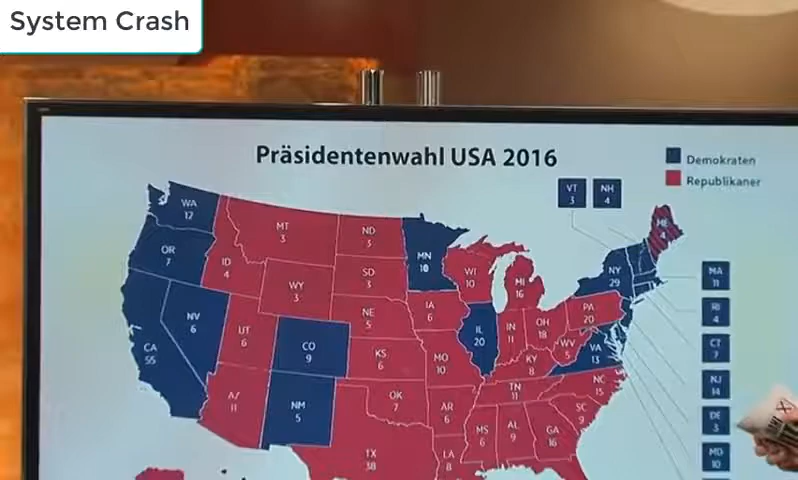 System Crash
Präsidentenwahl USA 2016
Demokraten
Republikaner
VT
3
NH
4
WA
12
MT
3
ND
3
MN
10
ME
4
OR
7
ID
4
SD
3
WI
10
MI
16
NY
29
MA
11
WY
3
NV
6
NE
5
IA
6
PA
20
RI
4
CA
55
UT
6
CO
9
KS
6
MO
10
IL
20
IN
11
OH
18
WV
5
VA
13
CT
7
KY
8
NJ
14
AZ
11
NM
5
OK
7
AR
6
TN
11
NC
15
DE
3
MS
6
AL
9
GA
16
SC
9
TX
38
LA
8
MD
10